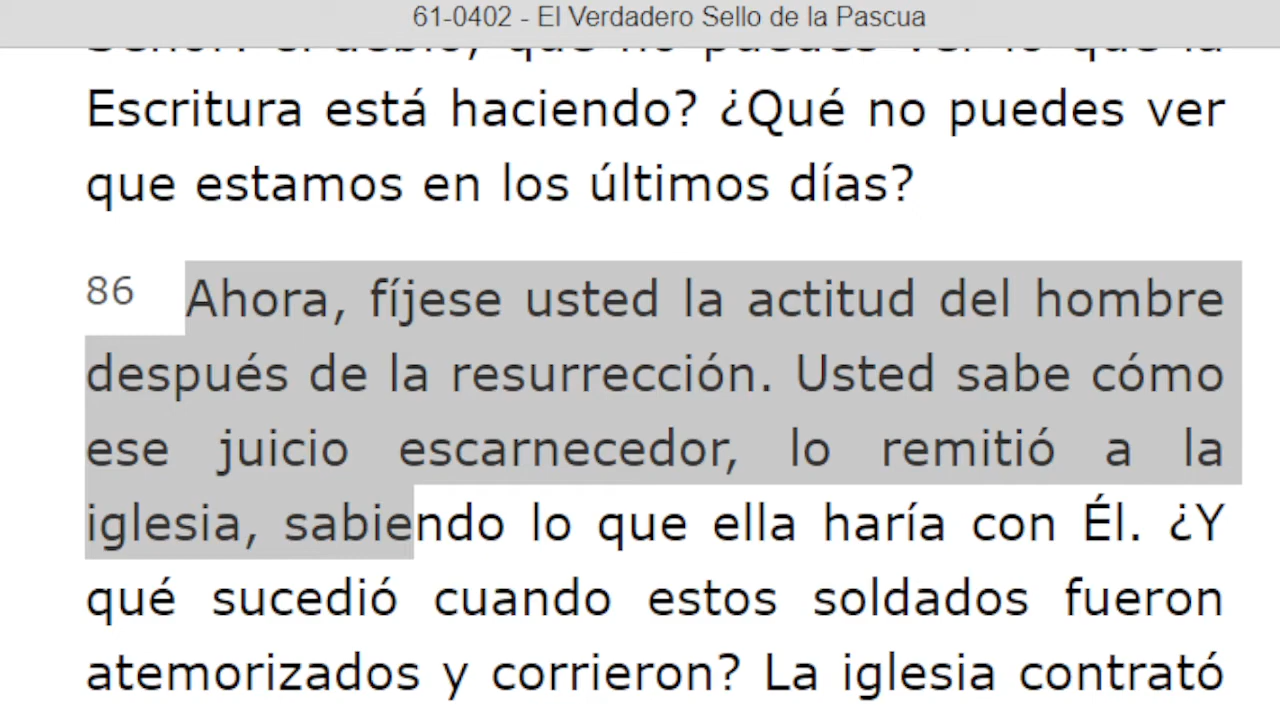 61-0402 - El Verdadero Sello de la Pascua
Escritura está haciendo? ¿Qué no puedes ver
que estamos en los últimos días?
86 Ahora, fíjese usted la actitud del hombre
después de la resurrección. Usted sabe cómo
ese juicio escarnecedor, lo remitió a la
iglesia, sabiendo lo que ella haría con Él. ¿Y
qué sucedió cuando estos soldados fueron
atemorizados y corrieron? La iglesia contrató